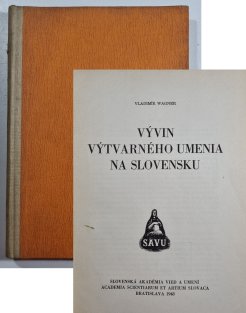 VLADIMÍR WAGNER
VÝVIN
VÝTVARNÉHO UMENIA
NA SLOVENSKU
SAVU
SLOVENSKÁ AKADÉMIA VIED A UMENÍ
ACADEMIA SCIENTIARUM ET ARTIUM SLOVACA
BRATISLAVA 1948